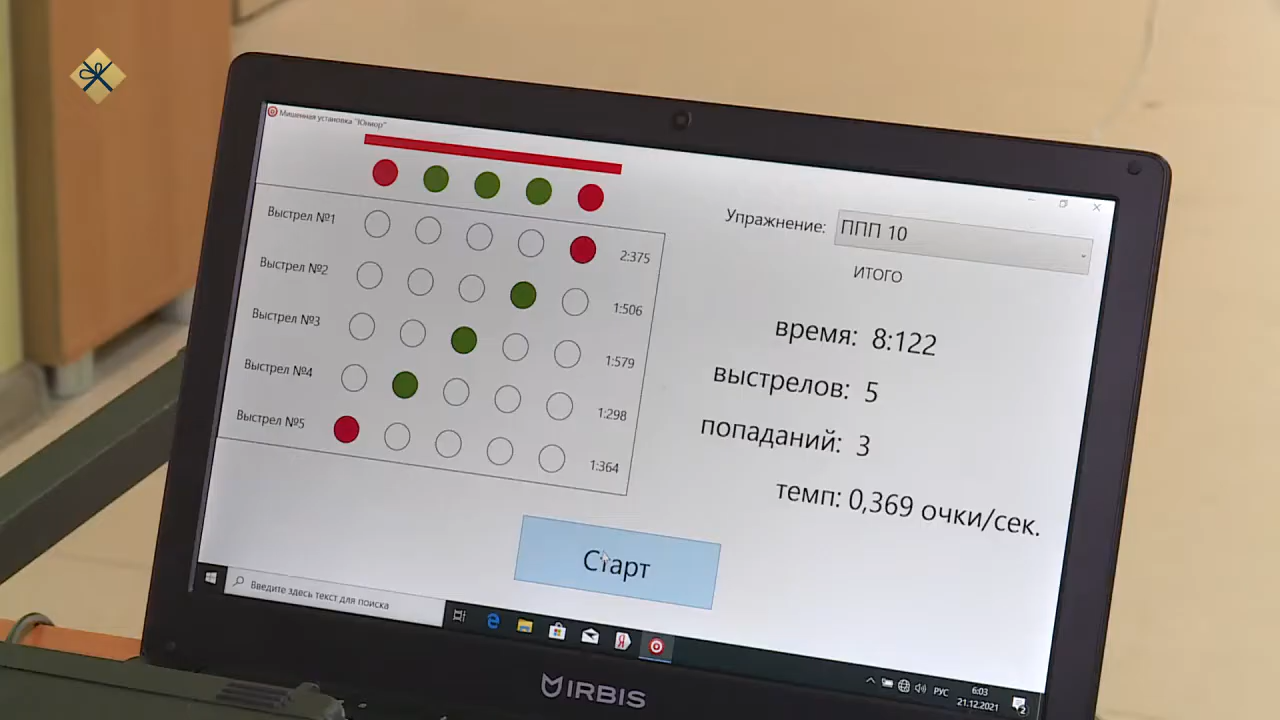 Мишенная установка "Юниор"
Упражнение: ППП 10
ИТОГО
Выстрел №1 2:375
Выстрел №2 1:506
Выстрел №3 1:579
Выстрел №4 1:298
Выстрел №5 1:364
время: 8:122
выстрелов: 5
попаданий: 3
темп: 0,369 очки/сек.
Старт
Введите здесь текст для поиска
РУС
6:03
21.12.2021
2
IRBIS